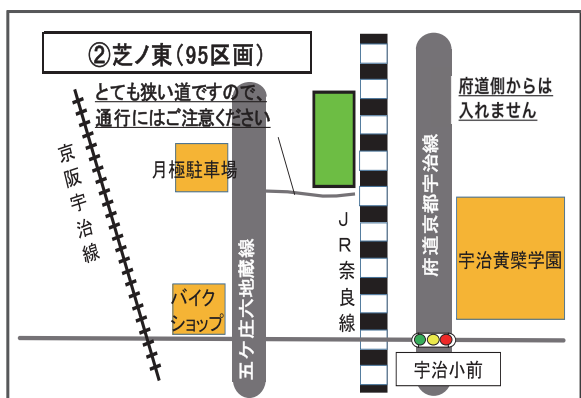 ②芝ノ東(95区画)
とても狭い道ですので、
通行にはご注意ください
府道側からは
入れません
京阪宇治線
月極駐車場
五ケ庄六地蔵線
JR奈良線
府道京都宇治線
宇治黄檗学園
バイク
ショップ
宇治小前